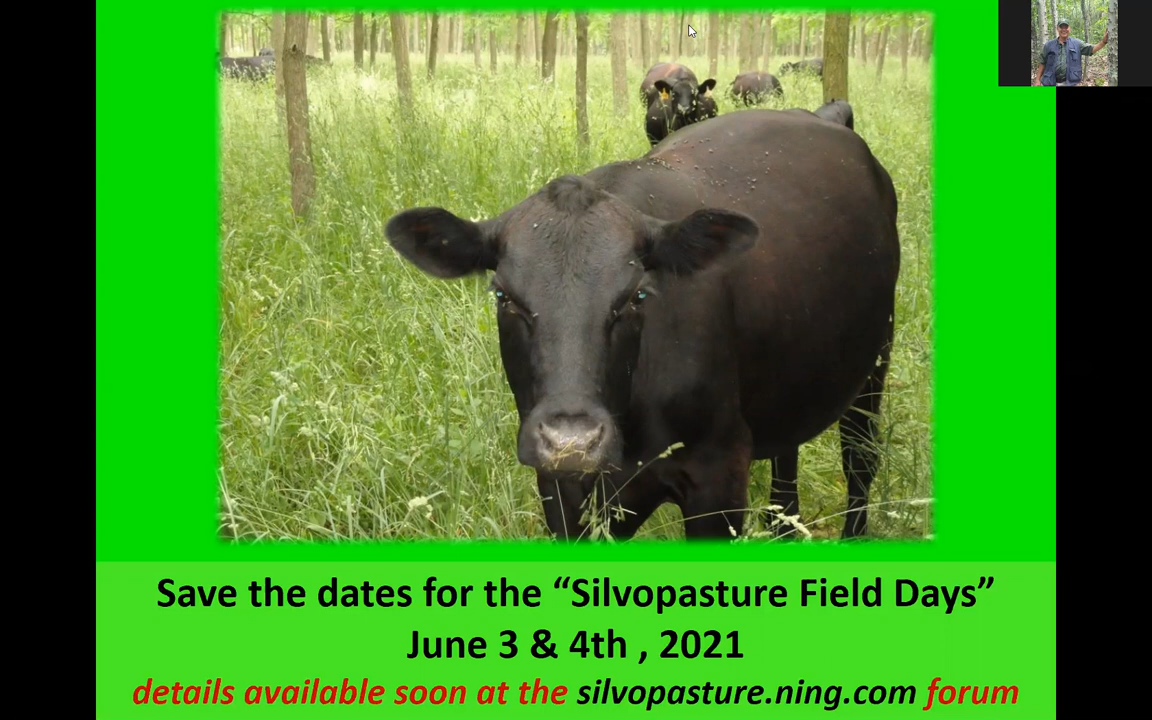 Save the dates for the “Silvopasture Field Days”
June 3 & 4th , 2021
details available soon at the silvopasture.ning.com forum